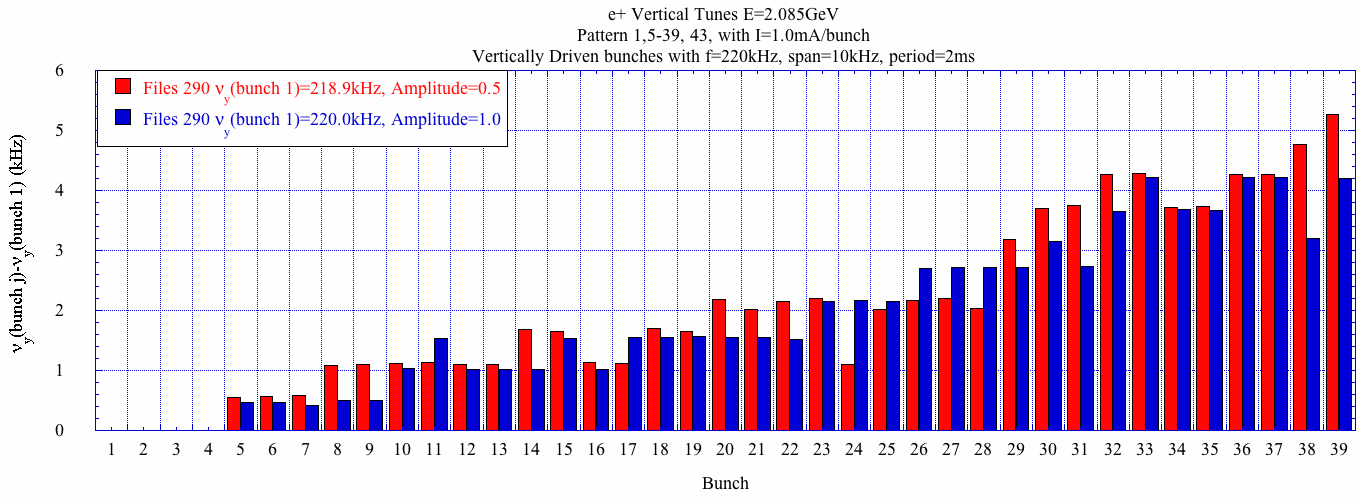 e+ Vertical Tunes E=2.085GeV
Pattern 1,5-39, 43, with I=1.0mA/bunch
Vertically Driven bunches with f=220kHz, span=10kHz, period=2ms
Files 290 νy(bunch 1)=218.9kHz, Amplitude=0.5
Files 290 νy(bunch 1)=220.0kHz, Amplitude=1.0
νy(bunch j)-νy(bunch 1) (kHz)
6
5
4
3
2
1
0
1 2 3 4 5 6 7 8 9 10 11 12 13 14 15 16 17 18 19 20 21 22 23 24 25 26 27 28 29 30 31 32 33 34 35 36 37 38 39
Bunch